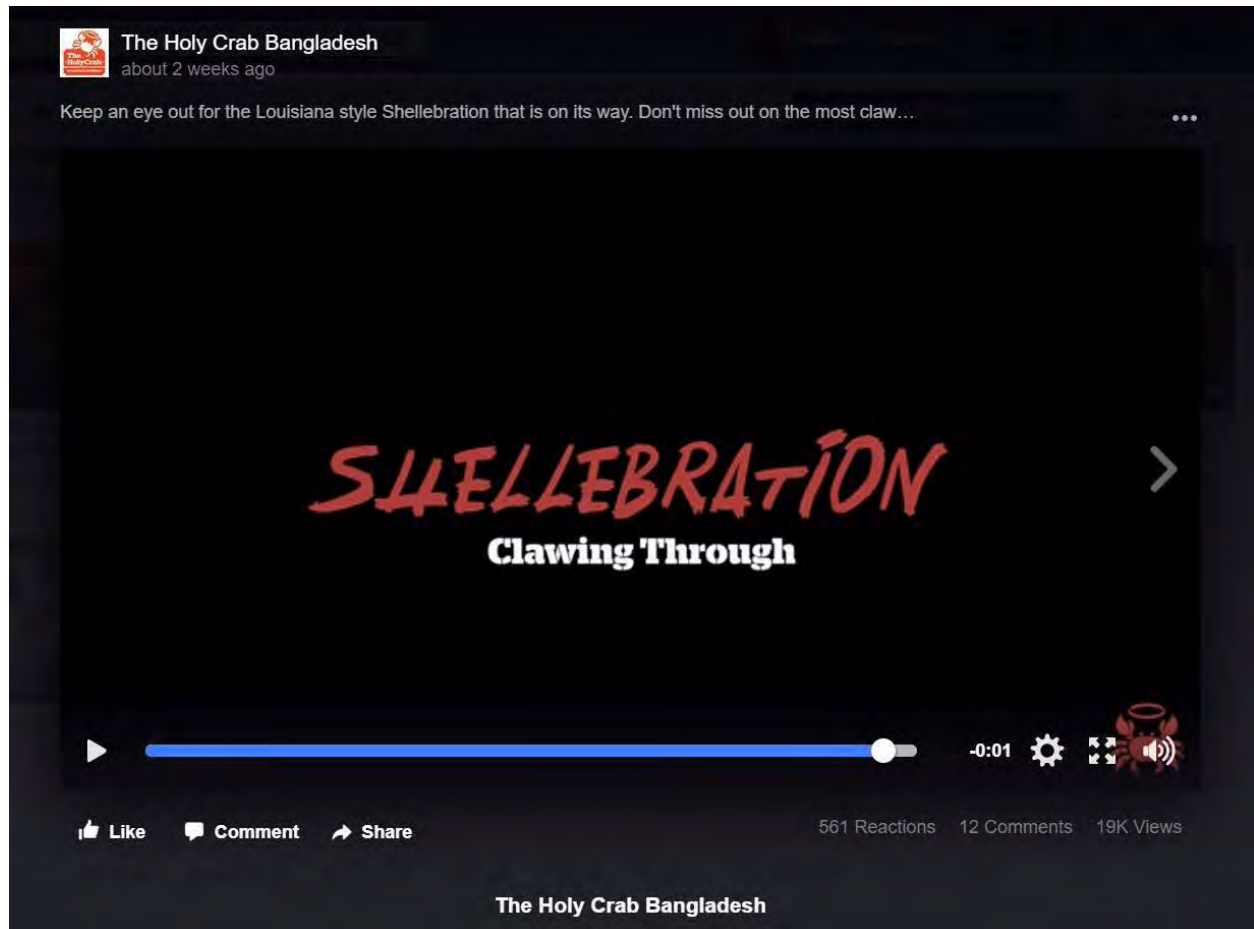 The Holy Crab Bangladesh
about 2 weeks ago
Keep an eye out for the Louisiana style Shellebration that is on its way. Don't miss out on the most claw…
SHELLEBRATION
Clawing Through
-0:01
Like Comment Share 561 Reactions 12 Comments 19K Views
The Holy Crab Bangladesh